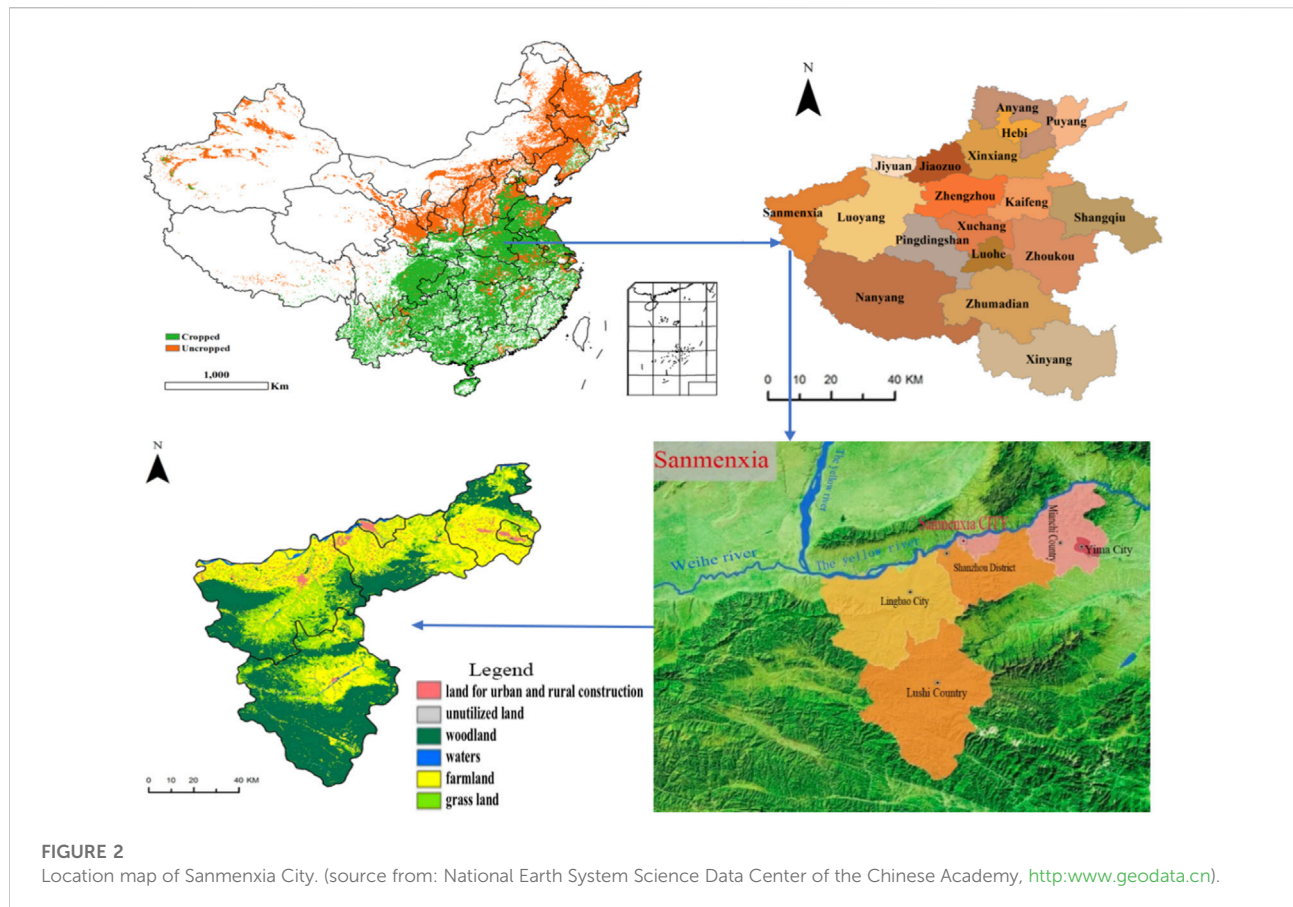 N
Cropped
Uncropped
1,000
Km
N
Anyang
Puyang
Hebi
Xinxiang
Jiyuan
Jiaozuo
Zhengzhou
Kaifeng
Sanmenxia
Luoyang
Shangqiu
Xuchang
Pingdingshan
Luohe
Zhoukou
Nanyang
Zhumadian
Xinyang
0 10 20 40 KM
N
Legend
land for urban and rural construction
unutilized land
woodland
waters
farmland
grass land
0 10 20 40 KM
Sanmenxia
The yellow river
Weihe river
The yellow river
Sanmenxia CITY
Mianchi Country
Yima City
Shanzhou District
Lingbao City
Lushi Country
FIGURE 2
Location map of Sanmenxia City. (source from: National Earth System Science Data Center of the Chinese Academy, http:www.geodata.cn).